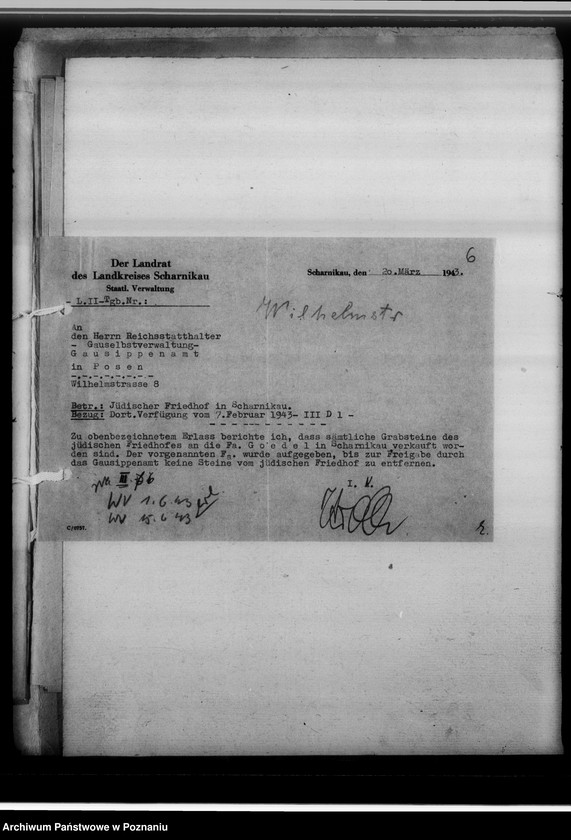 6
Der Landrat
des Landkreises Scharnikau
Staatl. Verwaltung
- L.II-Tgb.Nr.:
Scharnikau, den 20.März 1943.
Wilhelmstr
An
den Herrn Reichsstatthalter
- Gauselbstverwaltung-
G a u s i p p e n a m t
in P o s e n
-.-.-.-.-.-.-
Wilhelmstrasse 8
Betr.: Jüdischer Friedhof in Scharnikau.
Bezug: Dort.Verfügung vom 7.Februar 1943- III D 1 -
- - - - - - - - - - -
Zu obenbezeichnetem Erlass berichte ich, dass sämtliche Grabsteine des
jüdischen Friedhofes an die Fa. G o e d e l in Scharnikau verkauft wor-
den sind. Der vorgenannten Fa. wurde aufgegeben, bis zur Freigabe durch
das Gausippenamt keine Steine vom jüdischen Friedhof zu entfernen.
I. V.
WV 1.6.43
WV 15.6.43
C/0757.
Archiwum Państwowe w Poznaniu